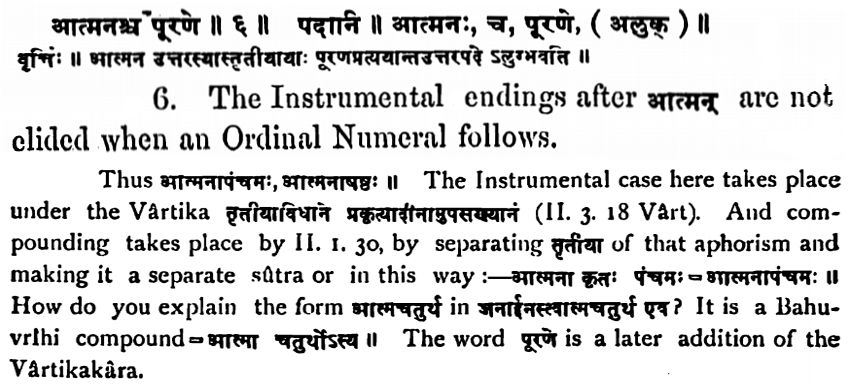 आत्मनश्च पूरणे ॥ ६ ॥ पदानि ॥ आत्मनः, च, पूरणे, ( अलुक् ) ॥
वृत्तिः ॥ आत्मन उत्तरस्यास्तृतीयायाः पूरणप्रत्ययान्तउत्तरपदे ऽलुग्भवति ॥
6. The Instrumental endings after आत्मन् are not
elided when an Ordinal Numeral follows.
Thus आत्मनापंचमः, आत्मनाषष्ठः ॥ The Instrumental case here takes place
under the Vârtika तृतीयाविधाने प्रकृत्यादीनामुपसख्यानं (II. 3. 18 Vârt). And com-
pounding takes place by II. 1. 30, by separating तृतीया of that aphorism and
making it a separate sûtra or in this way :—आत्मना कृतः पंचमः = आत्मनापंचमः ॥
How do you explain the form आत्मचतुर्थ in जनार्दनस्त्वात्मचतुर्थ एव ? It is a Bahu-
vrîhi compound = आत्मा चतुर्थोऽस्य ॥ The word पूरणे is a later addition of the
Vârtikakâra.